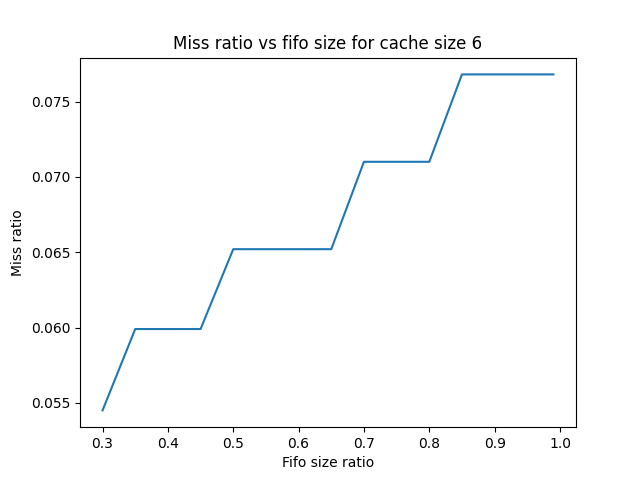 Miss ratio vs fifo size for cache size 6
0.075
0.070
0.065
0.060
0.055
Miss ratio
0.3 0.4 0.5 0.6 0.7 0.8 0.9 1.0
Fifo size ratio